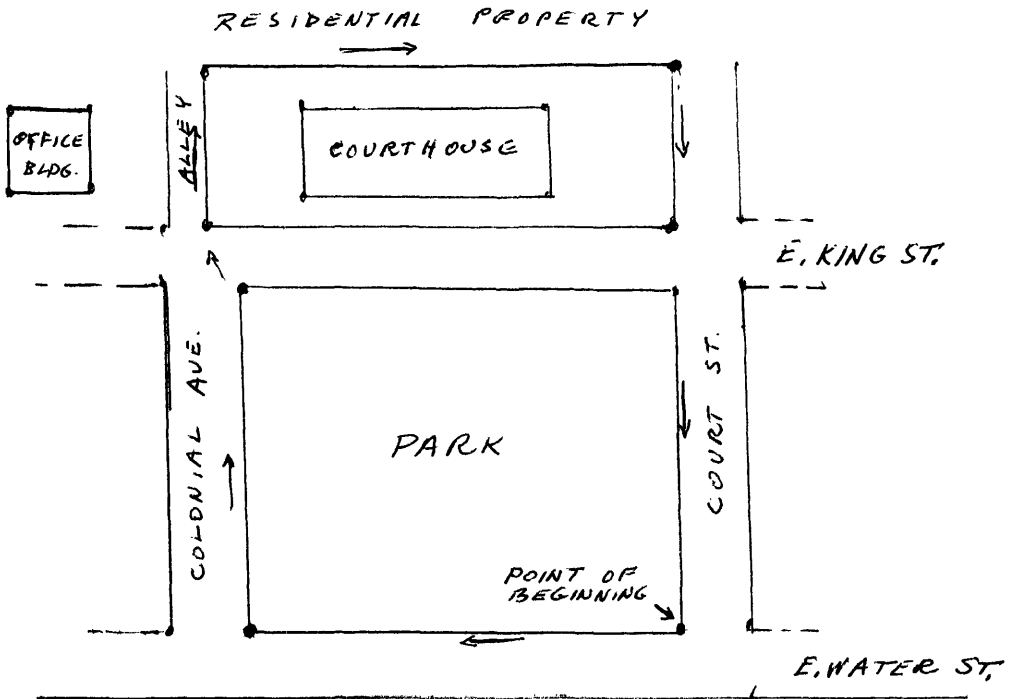 RESIDENTIAL PROPERTY
OFFICE
BLDG.
ALLEY
COURTHOUSE
E. KING ST.
COLONIAL AVE.
PARK
COURT ST.
POINT OF
BEGINNING
E. WATER ST.